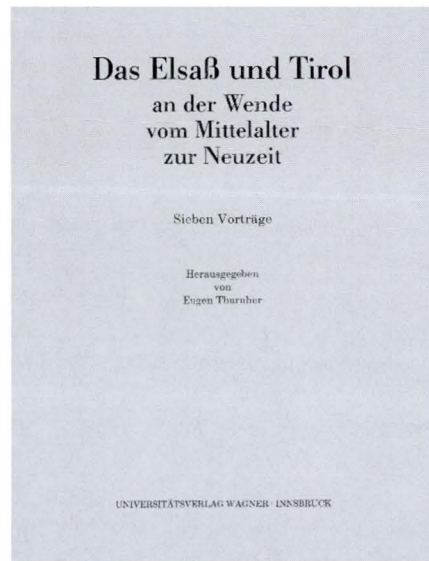 Das Elsaß und Tirol
an der Wende
vom Mittelalter
zur Neuzeit
Sieben Vorträge
Herausgegeben
von
Eugen Thurnher
UNIVERSITÄTSVERLAG WAGNER · INNSBRUCK